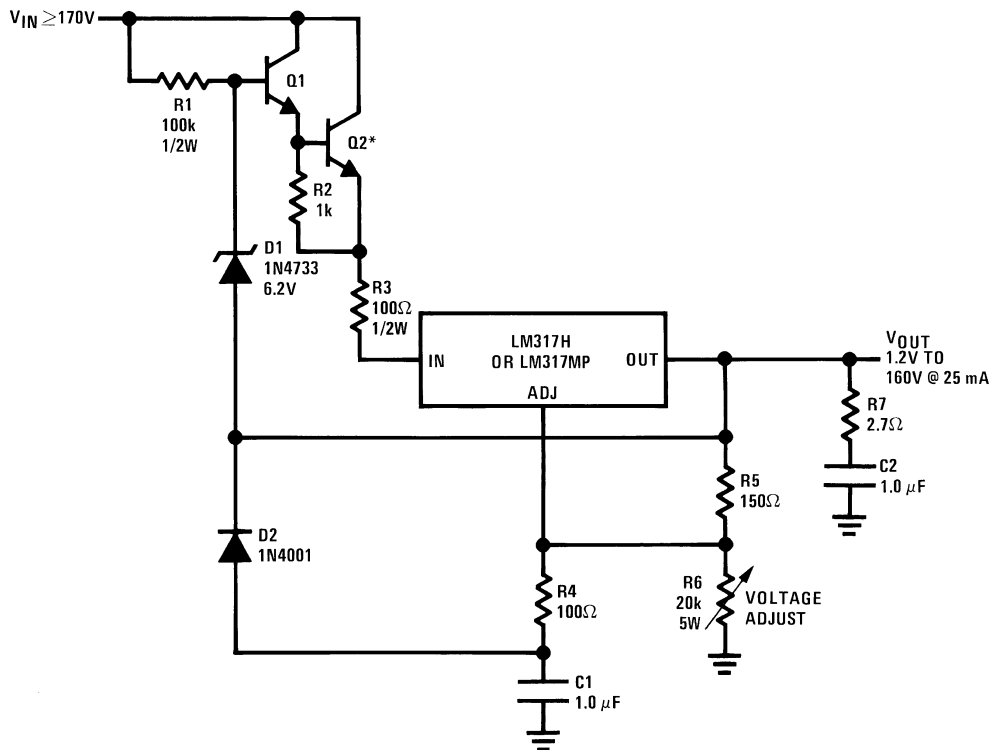 VIN ≥170V
Q1
R1
100k
1/2W
Q2*
R2
1k
D1
1N4733
6.2V
R3
100Ω
1/2W
LM317H
OR LM317MP
IN
OUT
ADJ
VOUT
1.2V TO
160V @ 25 mA
R7
2.7Ω
C2
1.0 μF
R5
150Ω
D2
1N4001
R4
100Ω
R6
20k
5W
VOLTAGE
ADJUST
C1
1.0 μF